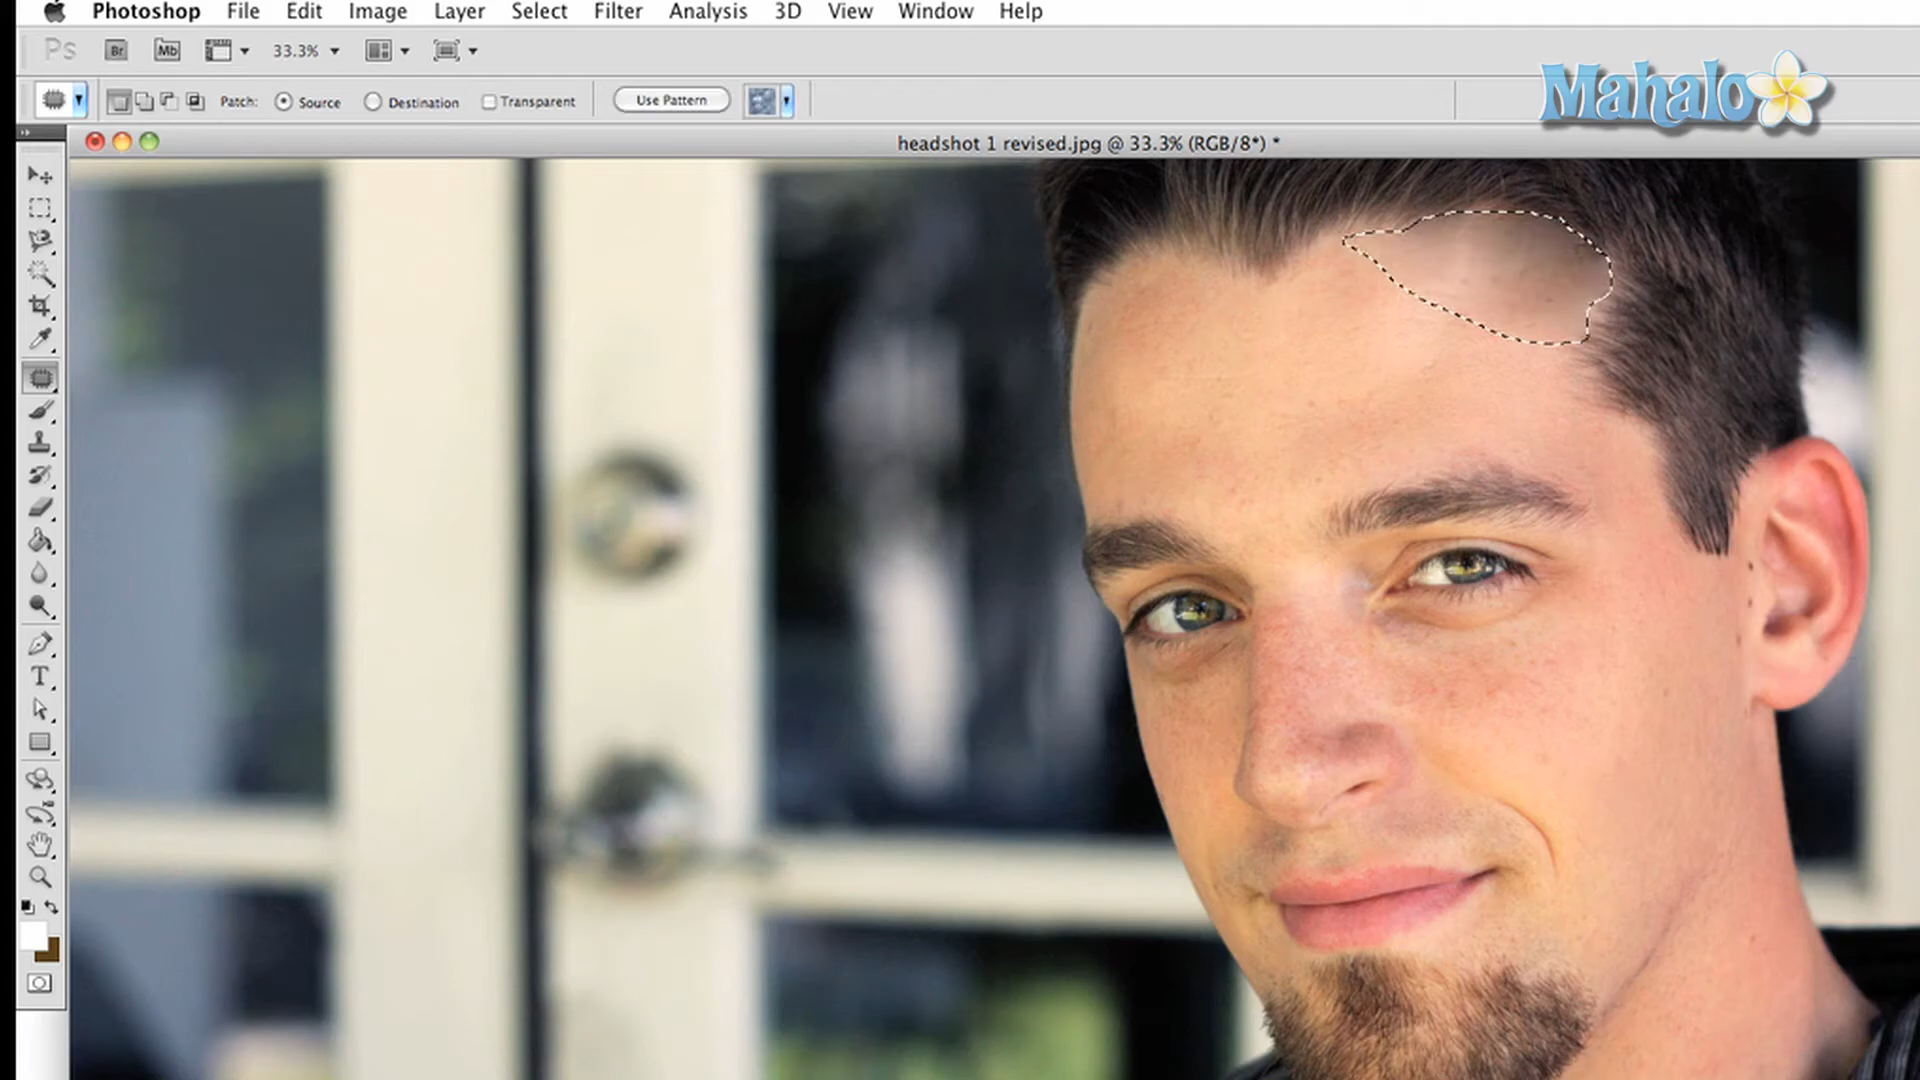 Photoshop File Edit Image Layer Select Filter Analysis 3D View Window Help
Ps Br Mb 33.3%
Patch: Source Destination Transparent Use Pattern
Mahalo
headshot 1 revised.jpg @ 33.3% (RGB/8*) *
T